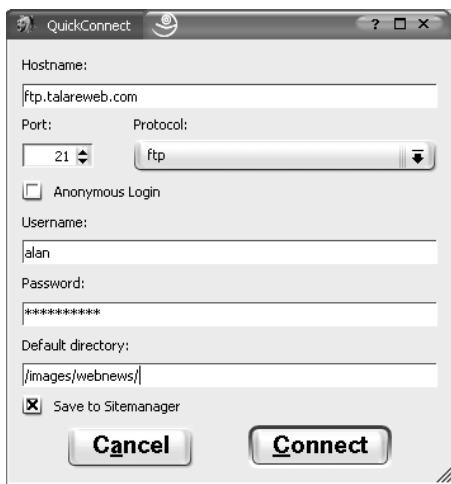 QuickConnect
Hostname:
ftp.talareweb.com
Port: Protocol:
21 ftp
Anonymous Login
Username:
alan
Password:
**********
Default directory:
/images/webnews/
Save to Sitemanager
Cancel Connect